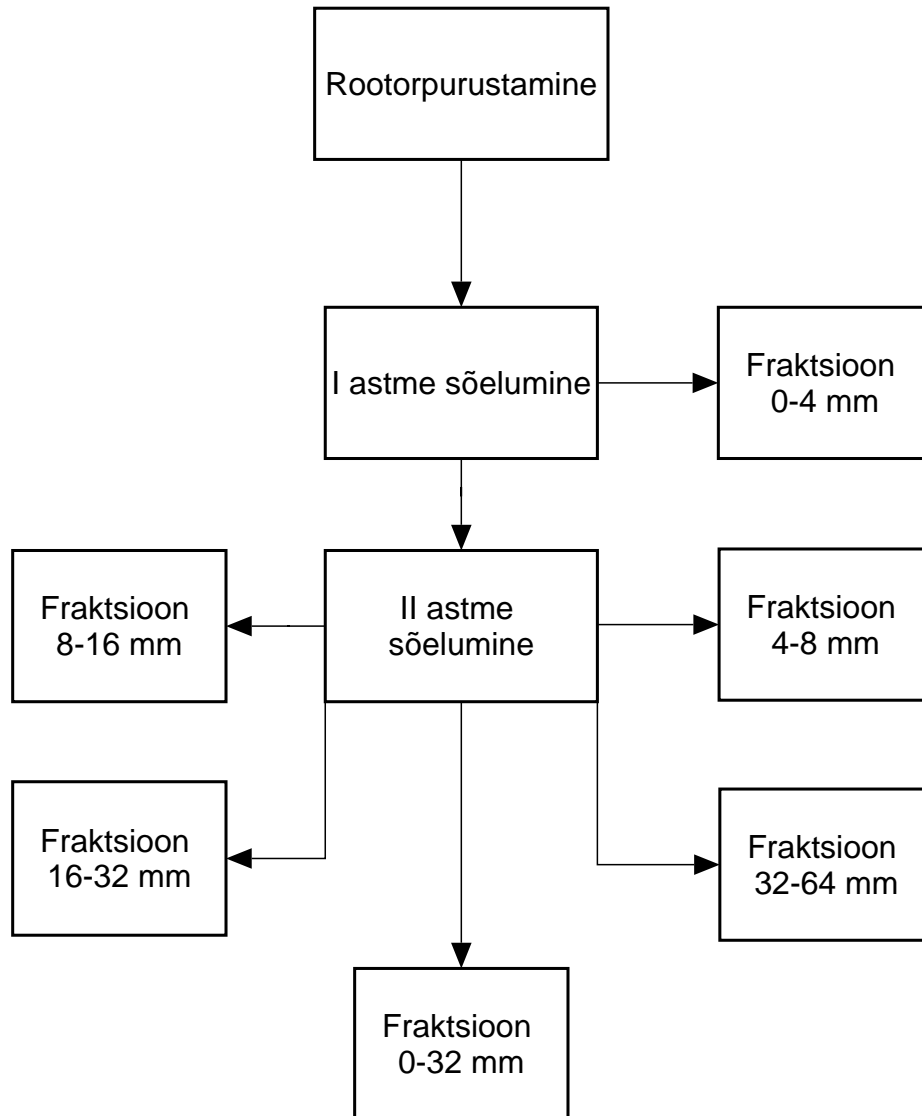 Rootorpurustamine
I astme sõelumine
Fraktsioon
0-4 mm
Fraktsioon
8-16 mm
II astme
sõelumine
Fraktsioon
4-8 mm
Fraktsioon
16-32 mm
Fraktsioon
32-64 mm
Fraktsioon
0-32 mm